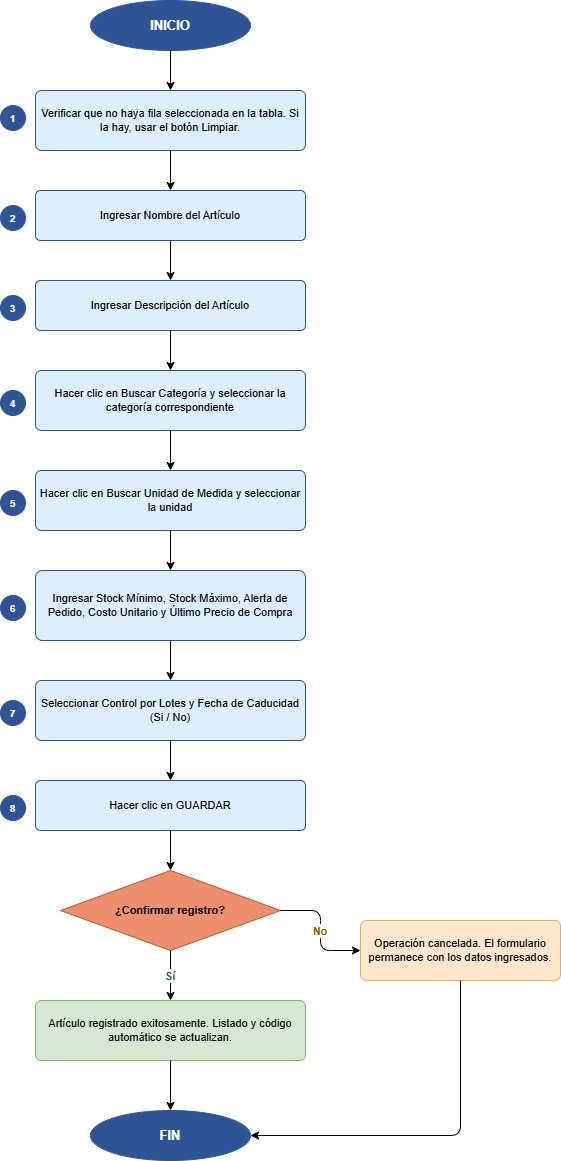 INICIO
1
Verificar que no haya fila seleccionada en la tabla. Si
la hay, usar el botón Limpiar.
2
Ingresar Nombre del Artículo
3
Ingresar Descripción del Artículo
4
Hacer clic en Buscar Categoría y seleccionar la
categoría correspondiente
5
Hacer clic en Buscar Unidad de Medida y seleccionar
la unidad
6
Ingresar Stock Mínimo, Stock Máximo, Alerta de
Pedido, Costo Unitario y Último Precio de Compra
7
Seleccionar Control por Lotes y Fecha de Caducidad
(Si / No)
8
Hacer clic en GUARDAR
¿Confirmar registro?
No
Operación cancelada. El formulario
permanece con los datos ingresados.
Sí
Artículo registrado exitosamente. Listado y código
automático se actualizan.
FIN